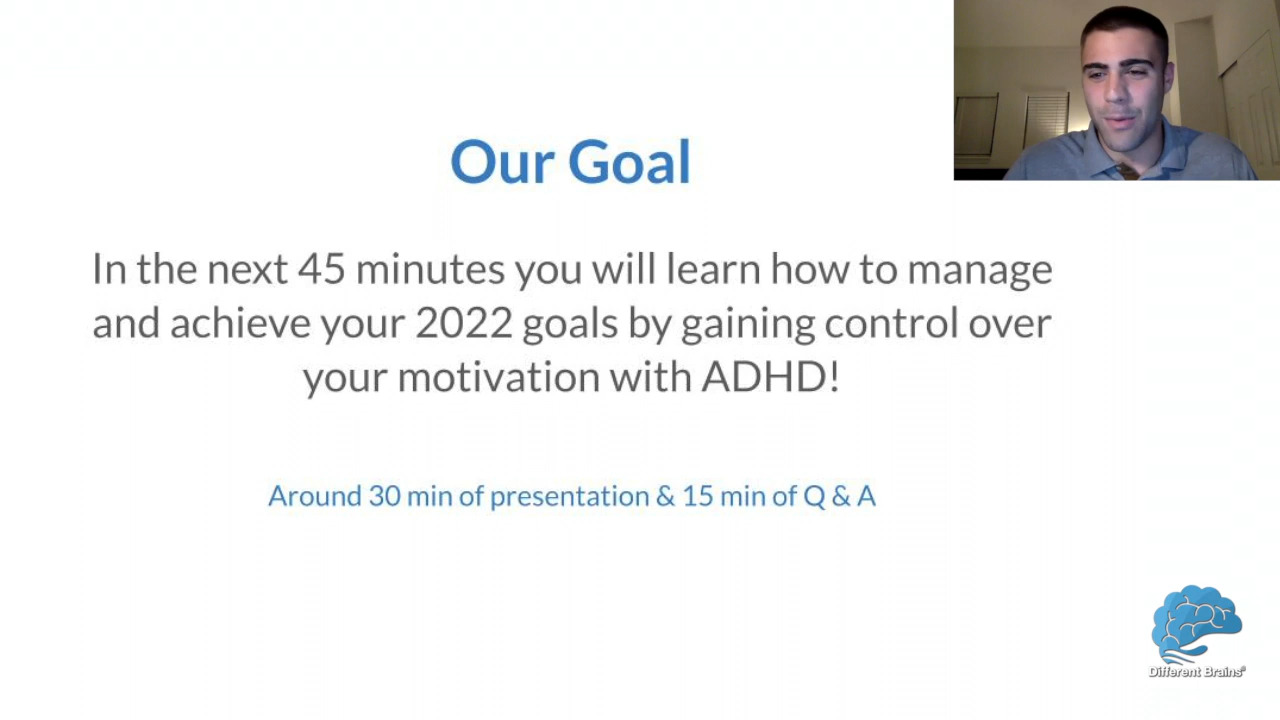 Our Goal
In the next 45 minutes you will learn how to manage
and achieve your 2022 goals by gaining control over
your motivation with ADHD!
Around 30 min of presentation & 15 min of Q & A
Different Brains®